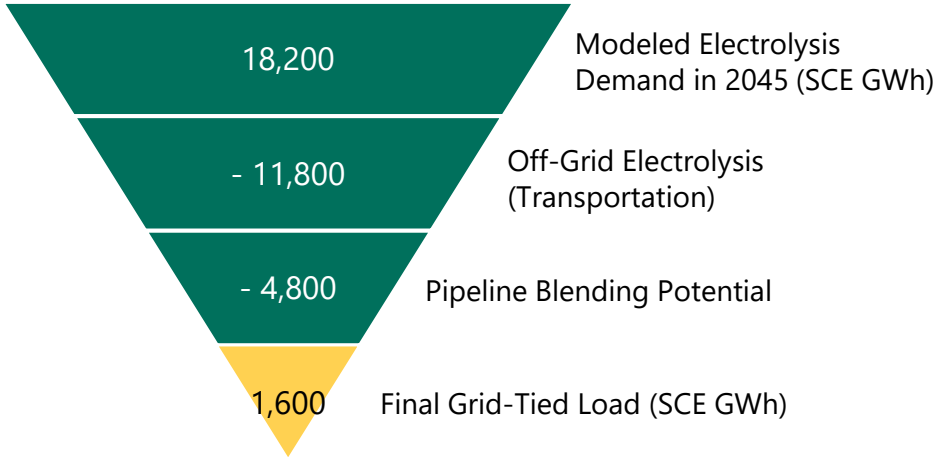 18,200
Modeled Electrolysis
Demand in 2045 (SCE GWh)
- 11,800
Off-Grid Electrolysis
(Transportation)
- 4,800
Pipeline Blending Potential
1,600
Final Grid-Tied Load (SCE GWh)